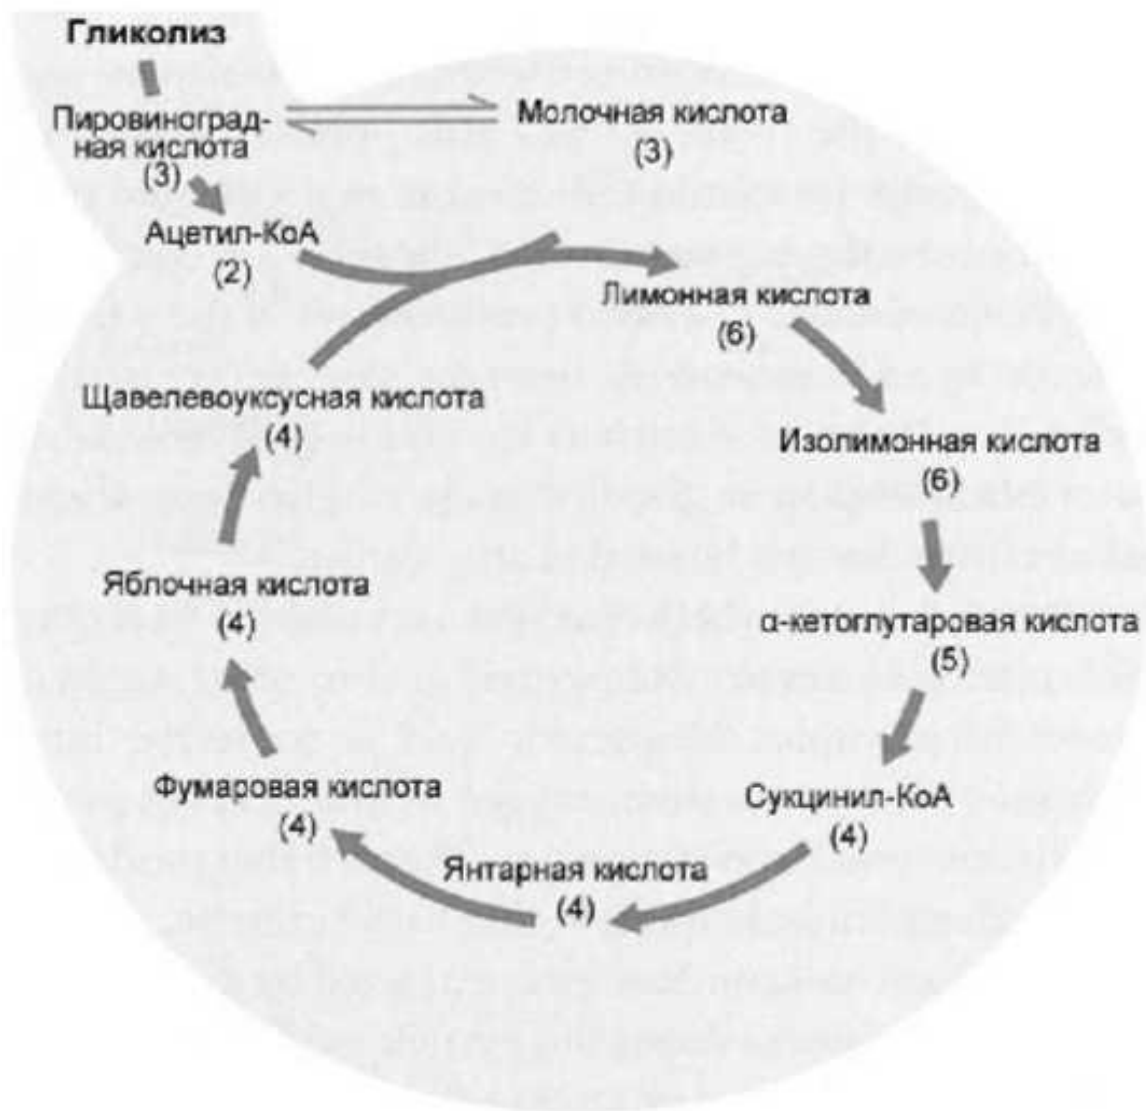 Гликолиз
Пировиноград-
ная кислота
(3)
Молочная кислота
(3)
Ацетил-КоА
(2)
Лимонная кислота
(6)
Щавелевоуксусная кислота
(4)
Изолимонная кислота
(6)
Яблочная кислота
(4)
α-кетоглутаровая кислота
(5)
Фумаровая кислота
(4)
Сукцинил-КоА
(4)
Янтарная кислота
(4)